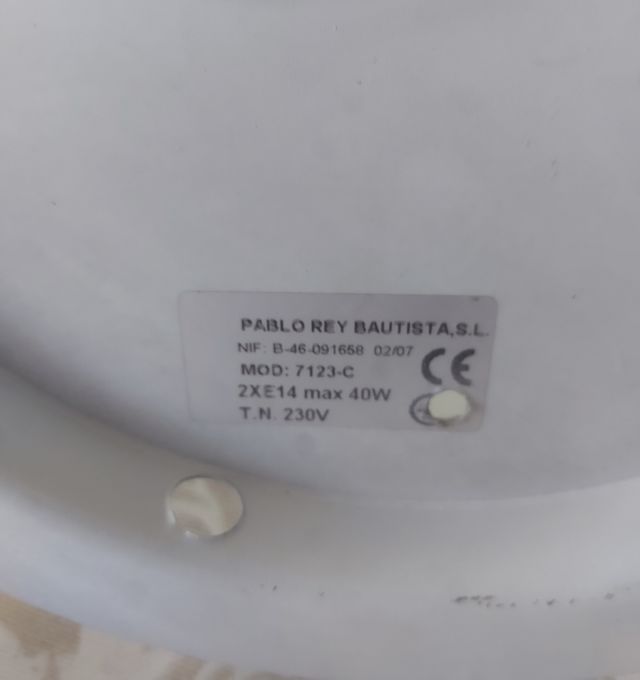 PABLO REY BAUTISTA,S.L.
NIF: B-46-091658 02/07
MOD: 7123-C
2XE14 max 40W
T.N. 230V
CE